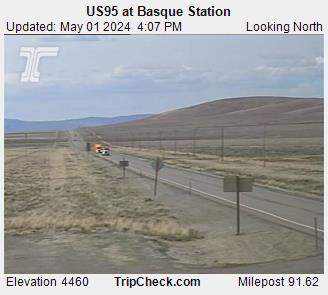 US95 at Basque Station
Updated: May 01 2024 4:07 PM Looking North
Elevation 4460 TripCheck.com Milepost 91.62